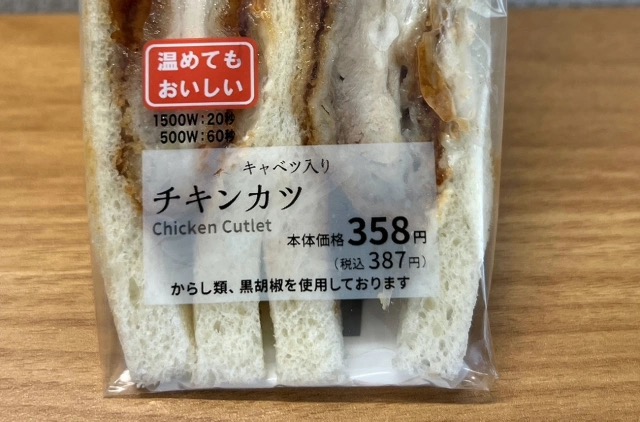 温めても
おいしい
1500W:20秒
500W:60秒
キャベツ入り
チキンカツ
Chicken Cutlet
本体価格 358円
(税込 387円)
からし類、黒胡椒を使用しております